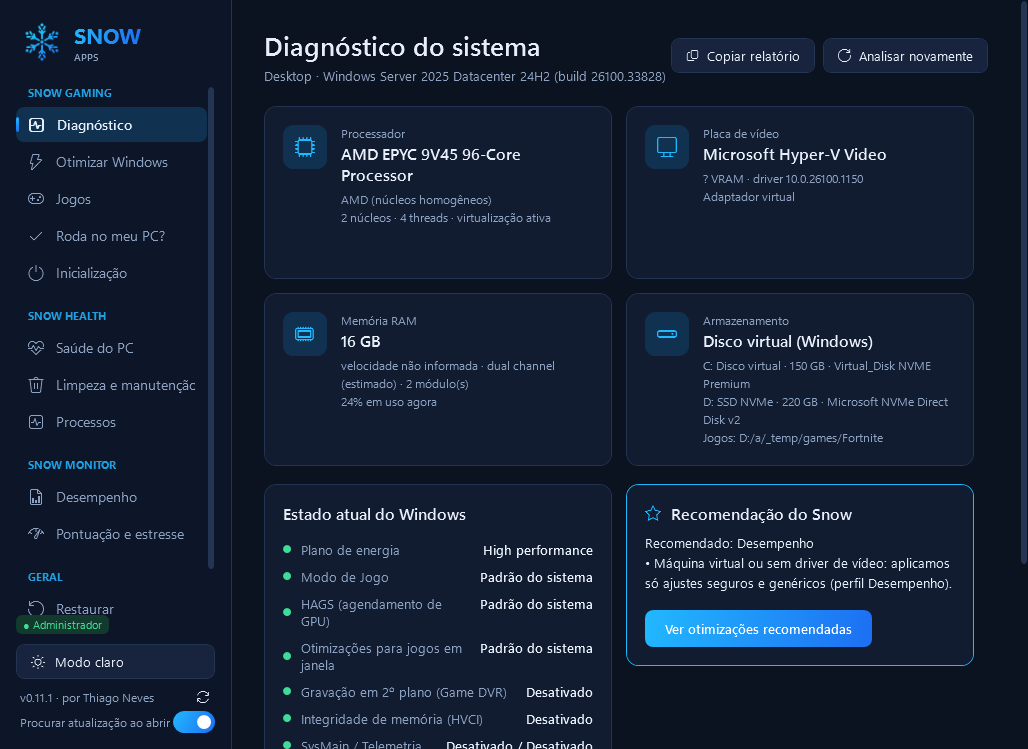 SNOW
APPS
SNOW GAMING
Diagnóstico
Otimizar Windows
Jogos
Roda no meu PC?
Inicialização
SNOW HEALTH
Saúde do PC
Limpeza e manutençãc
Processos
SNOW MONITOR
Desempenho
Pontuação e estresse
GERAL
Restaurar
Administrador
Modo claro
v0.11.1 · por Thiago Neves
Procurar atualização ao abrir
Diagnóstico do sistema
Desktop · Windows Server 2025 Datacenter 24H2 (build 26100.33828)
Copiar relatório
Analisar novamente
Processador
AMD EPYC 9V45 96-Core
Processor
AMD (núcleos homogêneos)
2 núcleos · 4 threads · virtualização ativa
Placa de vídeo
Microsoft Hyper-V Video
? VRAM · driver 10.0.26100.1150
Adaptador virtual
Memória RAM
16 GB
velocidade não informada · dual channel
(estimado) · 2 módulo(s)
24% em uso agora
Armazenamento
Disco virtual (Windows)
C: Disco virtual · 150 GB · Virtual_Disk NVME
Premium
D: SSD NVMe · 220 GB · Microsoft NVMe Direct
Disk v2
Jogos: D:/a/_temp/games/Fortnite
Estado atual do Windows
Plano de energia High performance
Modo de Jogo Padrão do sistema
HAGS (agendamento de Padrão do sistema
GPU)
Otimizações para jogos em Padrão do sistema
janela
Gravação em 2º plano (Game DVR) Desativado
Integridade de memória (HVCI) Desativado
SysMain / Telemetria Desativado / Desativado
Recomendação do Snow
Recomendado: Desempenho
• Máquina virtual ou sem driver de vídeo: aplicamos
só ajustes seguros e genéricos (perfil Desempenho).
Ver otimizações recomendadas